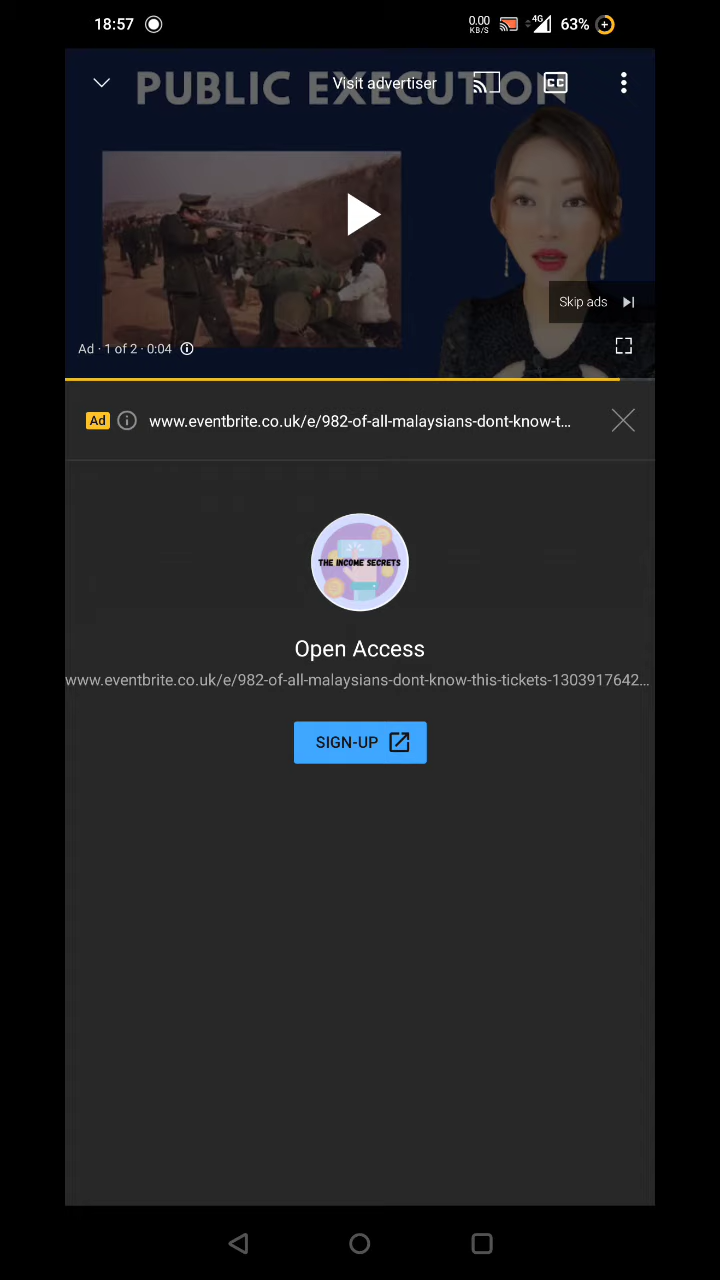 18:57
0.00
KB/S
4G
63%
PUBLIC EXECUTION
Visit advertiser
CC
Skip ads
Ad · 1 of 2 · 0:04
Ad
www.eventbrite.co.uk/e/982-of-all-malaysians-dont-know-t...
THE INCOME SECRETS
Open Access
www.eventbrite.co.uk/e/982-of-all-malaysians-dont-know-this-tickets-1303917642...
SIGN-UP